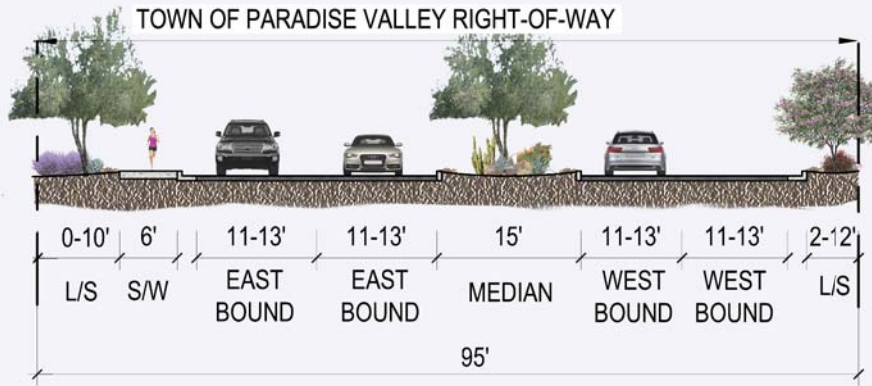 TOWN OF PARADISE VALLEY RIGHT-OF-WAY
0-10' 6' 11-13' 11-13' 15' 11-13' 11-13' 2-12'
L/S S/W EAST BOUND EAST BOUND MEDIAN WEST BOUND WEST BOUND L/S
95'